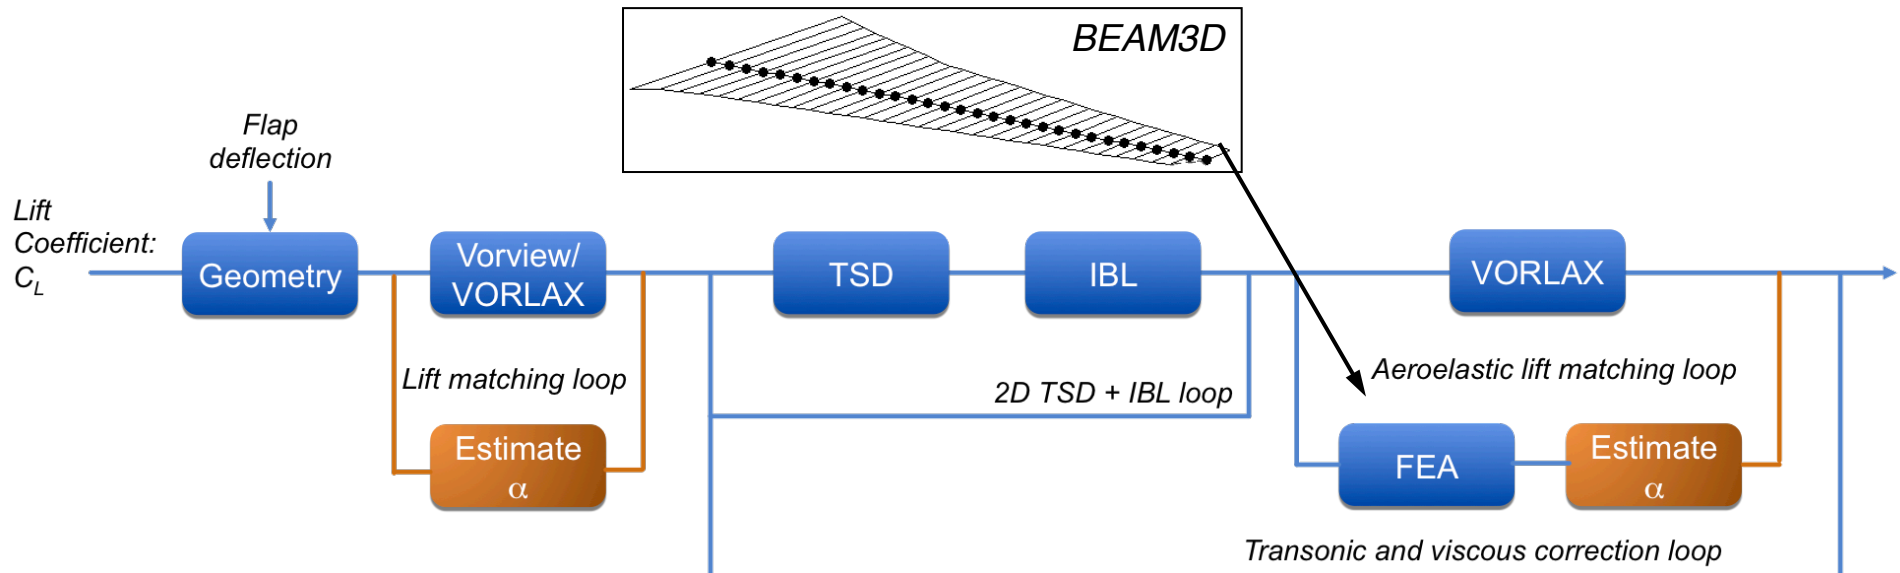 BEAM3D
Flap
deflection
Lift
Coefficient:
C_L
Geometry
Vorview/
VORLAX
TSD
IBL
VORLAX
Lift matching loop
2D TSD + IBL loop
Aeroelastic lift matching loop
Estimate
α
FEA
Estimate
α
Transonic and viscous correction loop